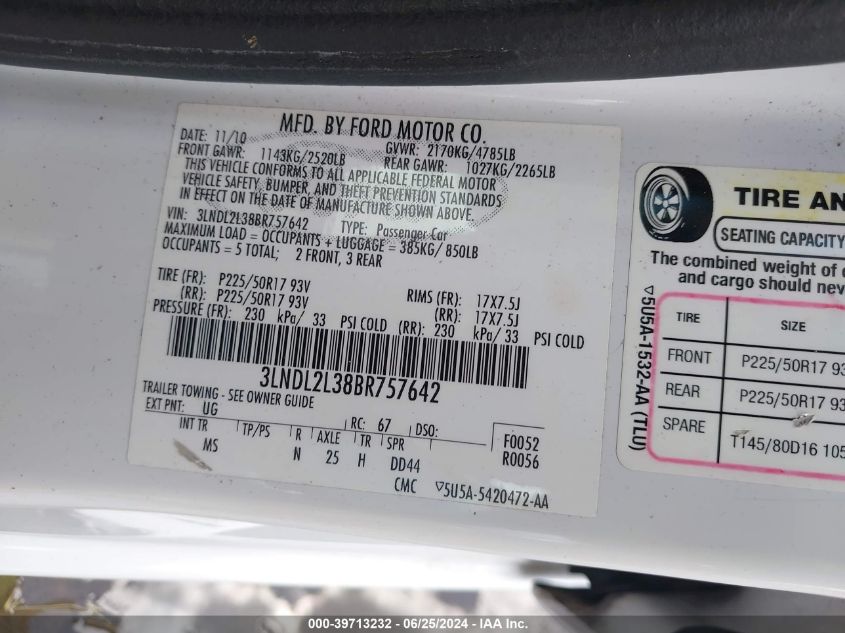 MFD. BY FORD MOTOR CO.
DATE: 11/10 GVWR: 2170KG/4785LB
FRONT GAWR: 1143KG/2520LB REAR GAWR: 1027KG/2265LB
THIS VEHICLE CONFORMS TO ALL APPLICABLE FEDERAL MOTOR
VEHICLE SAFETY, BUMPER, AND THEFT PREVENTION STANDARDS
IN EFFECT ON THE DATE OF MANUFACTURE SHOWN ABOVE.
VIN: 3LNDL2L38BR757642 TYPE: Passenger Car
MAXIMUM LOAD = OCCUPANTS + LUGGAGE = 385KG/ 850LB
OCCUPANTS = 5 TOTAL; 2 FRONT, 3 REAR
TIRE (FR): P225/50R17 93V RIMS (FR): 17X7.5J
(RR): P225/50R17 93V (RR): 17X7.5J
PRESSURE (FR): 230 kPa/ 33 PSI COLD (RR): 230 kPa/ 33 PSI COLD
3LNDL2L38BR757642
TRAILER TOWING - SEE OWNER GUIDE
EXT PNT: UG RC: 67 DSO: F0052
INT TR TP/PS R AXLE TR SPR R0056
MS N 25 H DD44
CMC ▽5U5A-5420472-AA
TIRE AN
SEATING CAPACITY
The combined weight of
and cargo should nev
TIRE SIZE
FRONT P225/50R17 93
REAR P225/50R17 93
SPARE T145/80D16 105
▽5U5A-1532-AA (TLU)
000-39713232 - 06/25/2024 - IAA Inc.